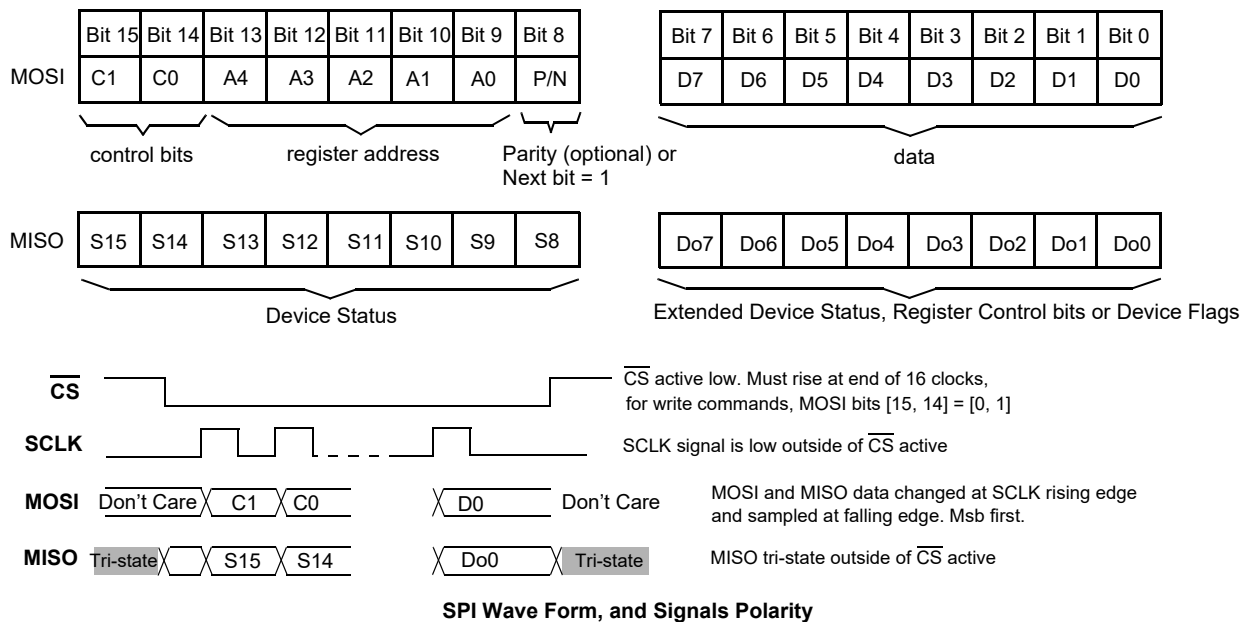 Bit 15 Bit 14 Bit 13 Bit 12 Bit 11 Bit 10 Bit 9 Bit 8 Bit 7 Bit 6 Bit 5 Bit 4 Bit 3 Bit 2 Bit 1 Bit 0
MOSI C1 C0 A4 A3 A2 A1 A0 P/N D7 D6 D5 D4 D3 D2 D1 D0
control bits register address Parity (optional) or data
Next bit = 1
MISO S15 S14 S13 S12 S11 S10 S9 S8 Do7 Do6 Do5 Do4 Do3 Do2 Do1 Do0
Device Status Extended Device Status, Register Control bits or Device Flags
CS CS active low. Must rise at end of 16 clocks,
for write commands, MOSI bits [15, 14] = [0, 1]
SCLK SCLK signal is low outside of CS active
MOSI Don't Care C1 C0 D0 Don't Care MOSI and MISO data changed at SCLK rising edge
and sampled at falling edge. Msb first.
MISO Tri-state S15 S14 Do0 Tri-state MISO tri-state outside of CS active
SPI Wave Form, and Signals Polarity